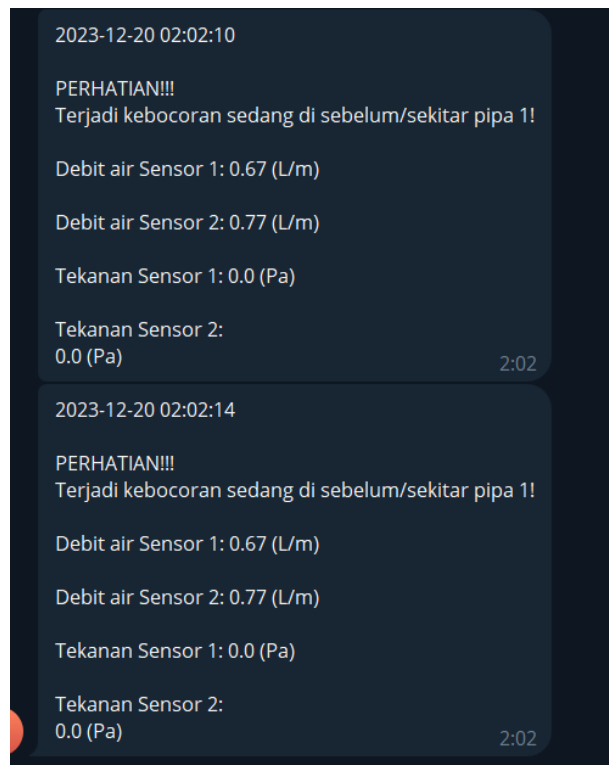 2023-12-20 02:02:10
PERHATIAN!!!
Terjadi kebocoran sedang di sebelum/sekitar pipa 1!
Debit air Sensor 1: 0.67 (L/m)
Debit air Sensor 2: 0.77 (L/m)
Tekanan Sensor 1: 0.0 (Pa)
Tekanan Sensor 2:
0.0 (Pa)
2:02
2023-12-20 02:02:14
PERHATIAN!!!
Terjadi kebocoran sedang di sebelum/sekitar pipa 1!
Debit air Sensor 1: 0.67 (L/m)
Debit air Sensor 2: 0.77 (L/m)
Tekanan Sensor 1: 0.0 (Pa)
Tekanan Sensor 2:
0.0 (Pa)
2:02